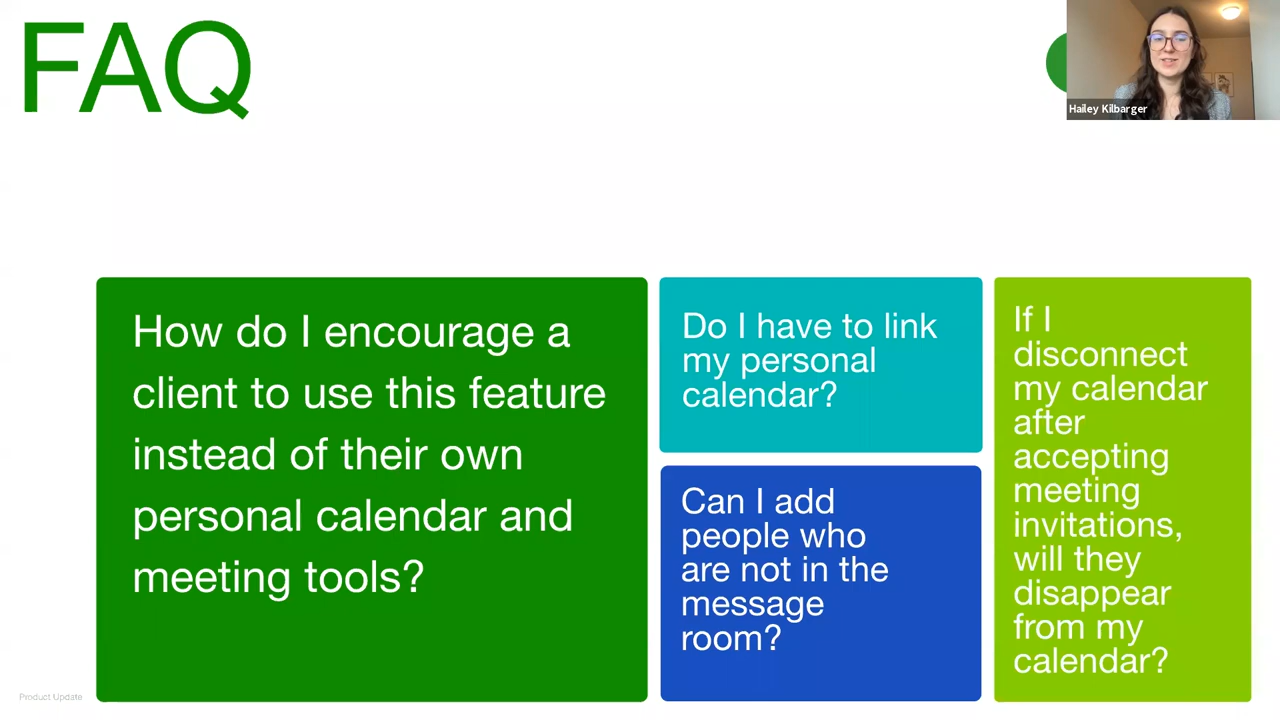 FAQ
Hailey Kilbarger
How do I encourage a
client to use this feature
instead of their own
personal calendar and
meeting tools?
Do I have to link
my personal
calendar?
Can I add
people who
are not in the
message
room?
If I
disconnect
my calendar
after
accepting
meeting
invitations,
will they
disappear
from my
calendar?
Product Update